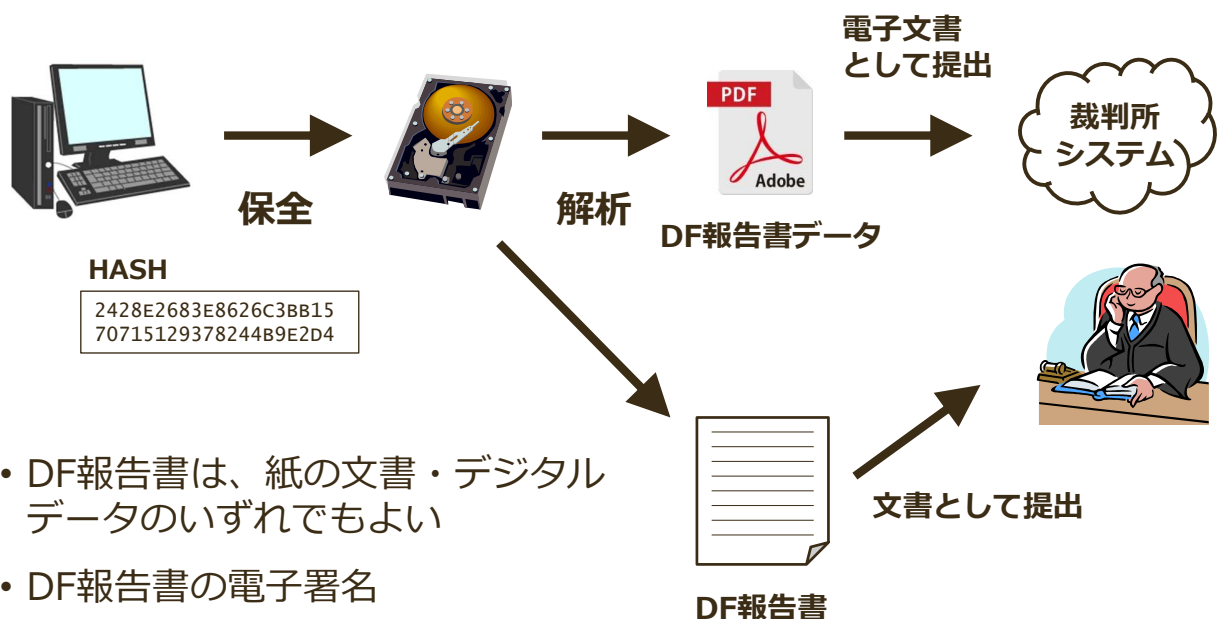 電子文書
として提出
PDF
Adobe
裁判所
システム
保全
解析
DF報告書データ
HASH
2428E2683E8626C3BB15
70715129378244B9E2D4
• DF報告書は、紙の文書・デジタル
データのいずれでもよい
• DF報告書の電子署名
文書として提出
DF報告書